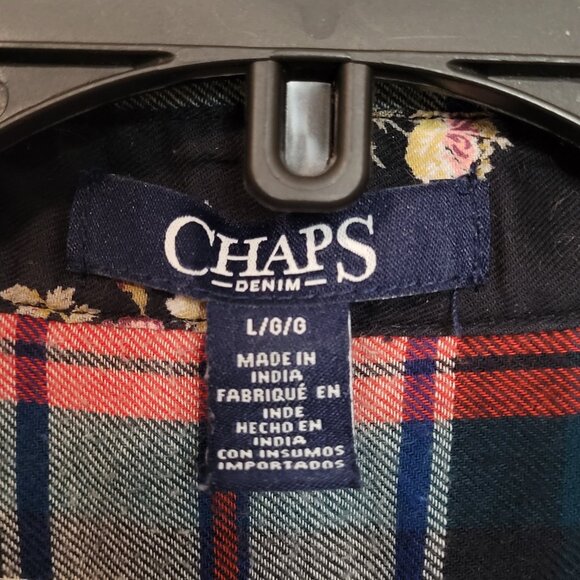 CHAPS
DENIM
L/G/G
MADE IN
INDIA
FABRIQUÉ EN
INDE
HECHO EN
INDIA
CON INSUMOS
IMPORTADOS